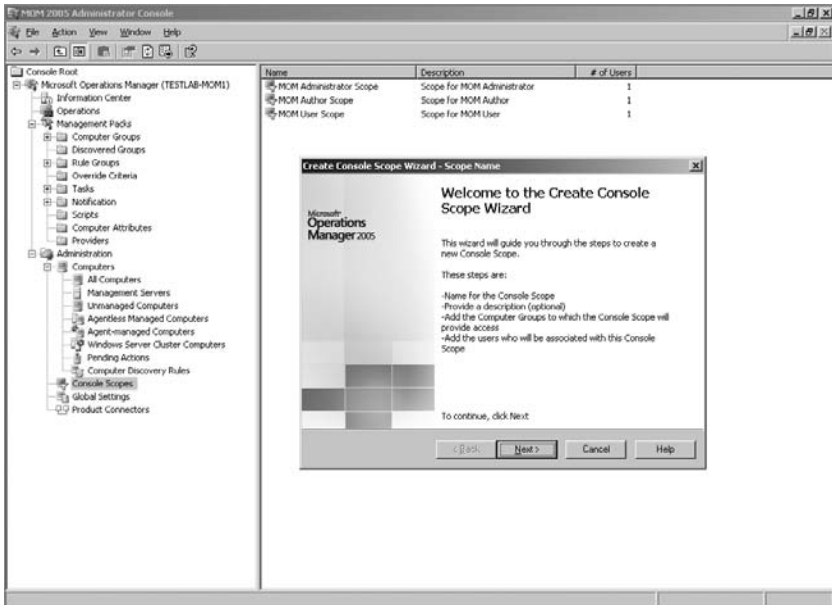 MOM 2005 Administrator Console
File Action View Window Help
Console Root
Microsoft Operations Manager (TESTLAB-MOM1)
Information Center
Operations
Management Packs
Computer Groups
Discovered Groups
Rule Groups
Override Criteria
Tasks
Notification
Scripts
Computer Attributes
Providers
Administration
Computers
All Computers
Management Servers
Unmanaged Computers
Agentless Managed Computers
Agent-managed Computers
Windows Server Cluster Computers
Pending Actions
Computer Discovery Rules
Console Scopes
Global Settings
Product Connectors
Name Description # of Users
MOM Administrator Scope Scope for MOM Administrator 1
MOM Author Scope Scope for MOM Author 1
MOM User Scope Scope for MOM User 1
Create Console Scope Wizard - Scope Name
Microsoft
Operations
Manager 2005
Welcome to the Create Console
Scope Wizard
This wizard will guide you through the steps to create a
new Console Scope.
These steps are:
-Name for the Console Scope
-Provide a description (optional)
-Add the Computer Groups to which the Console Scope will
provide access
-Add the users who will be associated with this Console
Scope
To continue, click Next
< Back Next > Cancel Help